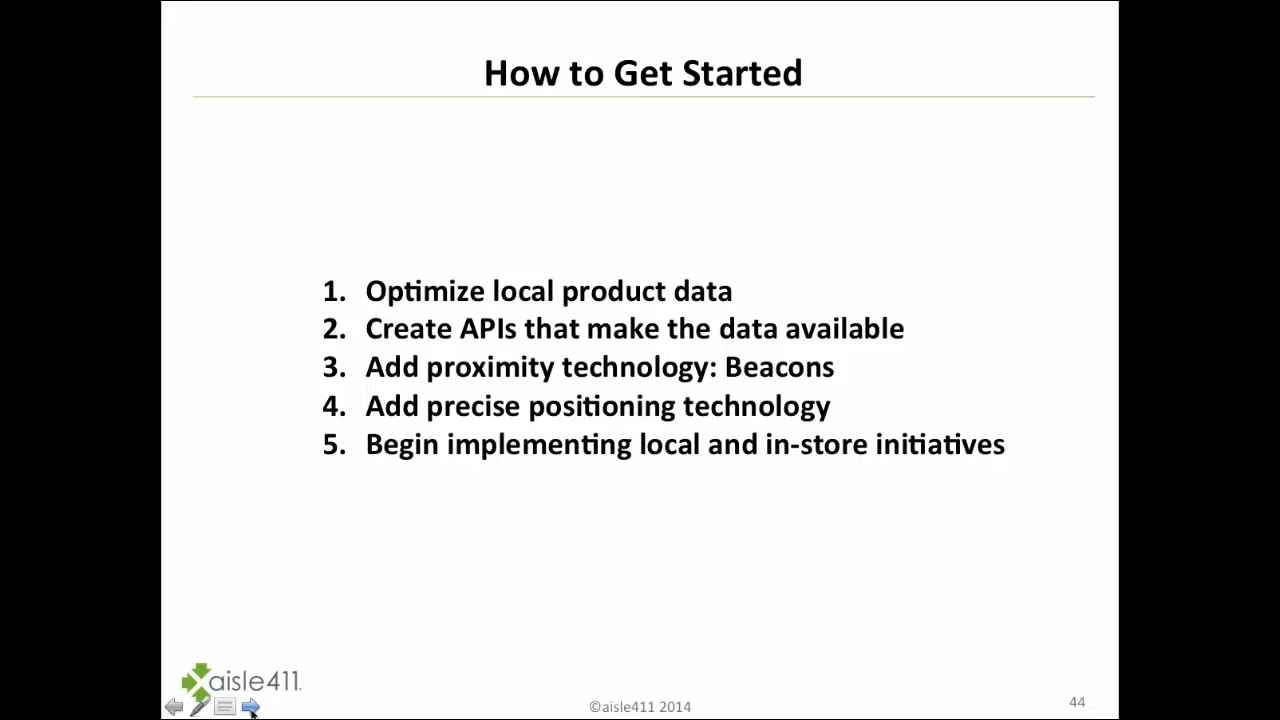 How to Get Started
1. Optimize local product data
2. Create APIs that make the data available
3. Add proximity technology: Beacons
4. Add precise positioning technology
5. Begin implementing local and in-store initiatives
aisle411
©aisle411 2014
44